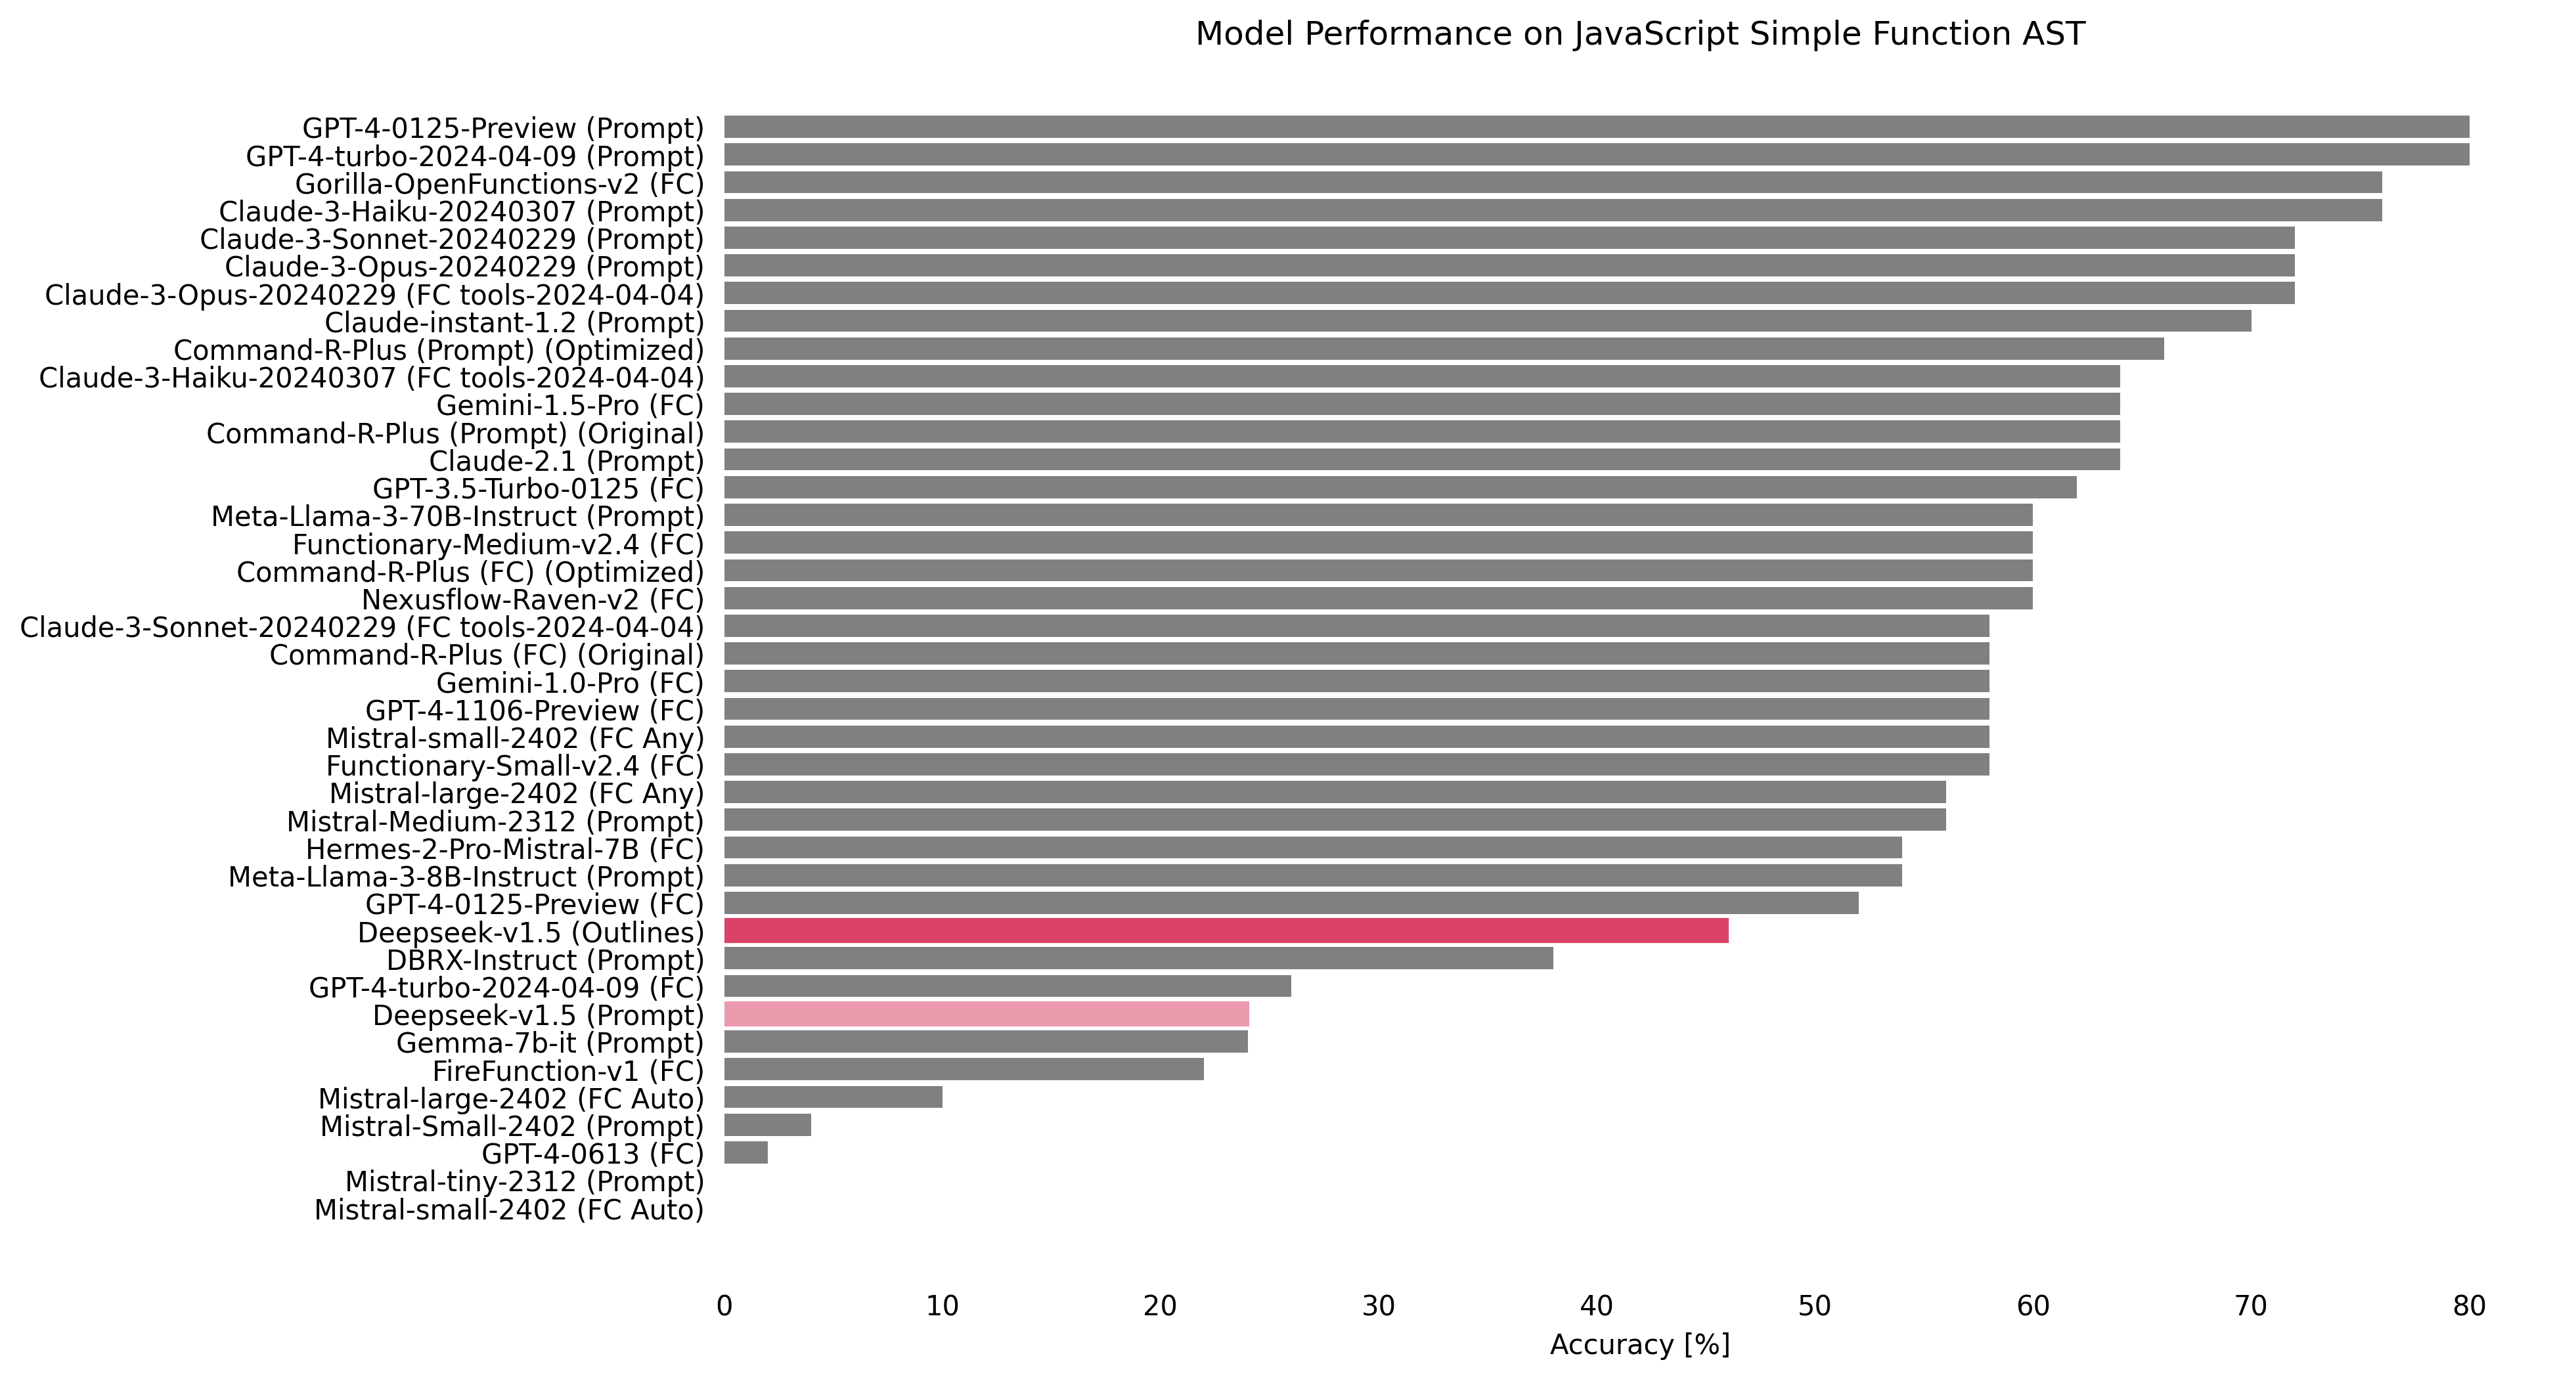 Model Performance on JavaScript Simple Function AST
GPT-4-0125-Preview (Prompt)
GPT-4-turbo-2024-04-09 (Prompt)
Gorilla-OpenFunctions-v2 (FC)
Claude-3-Haiku-20240307 (Prompt)
Claude-3-Sonnet-20240229 (Prompt)
Claude-3-Opus-20240229 (Prompt)
Claude-3-Opus-20240229 (FC tools-2024-04-04)
Claude-instant-1.2 (Prompt)
Command-R-Plus (Prompt) (Optimized)
Claude-3-Haiku-20240307 (FC tools-2024-04-04)
Gemini-1.5-Pro (FC)
Command-R-Plus (Prompt) (Original)
Claude-2.1 (Prompt)
GPT-3.5-Turbo-0125 (FC)
Meta-Llama-3-70B-Instruct (Prompt)
Functionary-Medium-v2.4 (FC)
Command-R-Plus (FC) (Optimized)
Nexusflow-Raven-v2 (FC)
Claude-3-Sonnet-20240229 (FC tools-2024-04-04)
Command-R-Plus (FC) (Original)
Gemini-1.0-Pro (FC)
GPT-4-1106-Preview (FC)
Mistral-small-2402 (FC Any)
Functionary-Small-v2.4 (FC)
Mistral-large-2402 (FC Any)
Mistral-Medium-2312 (Prompt)
Hermes-2-Pro-Mistral-7B (FC)
Meta-Llama-3-8B-Instruct (Prompt)
GPT-4-0125-Preview (FC)
Deepseek-v1.5 (Outlines)
DBRX-Instruct (Prompt)
GPT-4-turbo-2024-04-09 (FC)
Deepseek-v1.5 (Prompt)
Gemma-7b-it (Prompt)
FireFunction-v1 (FC)
Mistral-large-2402 (FC Auto)
Mistral-Small-2402 (Prompt)
GPT-4-0613 (FC)
Mistral-tiny-2312 (Prompt)
Mistral-small-2402 (FC Auto)
0 10 20 30 40 50 60 70 80
Accuracy [%]